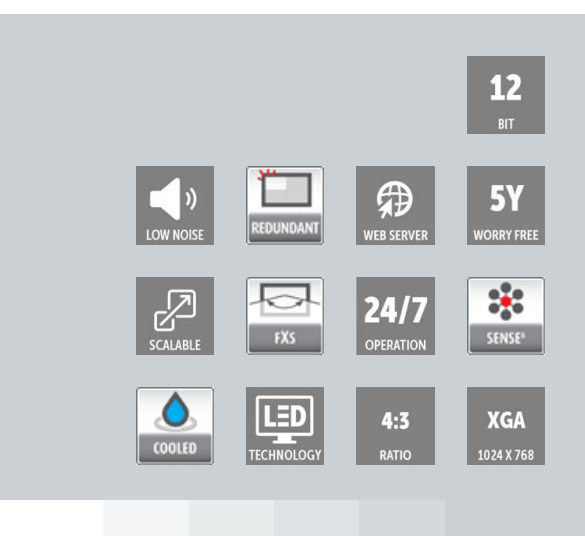 12
BIT
LOW NOISE
REDUNDANT
WEB SERVER
5Y
WORRY FREE
SCALABLE
FXS
24/7
OPERATION
SENSE⁶
COOLED
LED
TECHNOLOGY
4:3
RATIO
XGA
1024 X 768